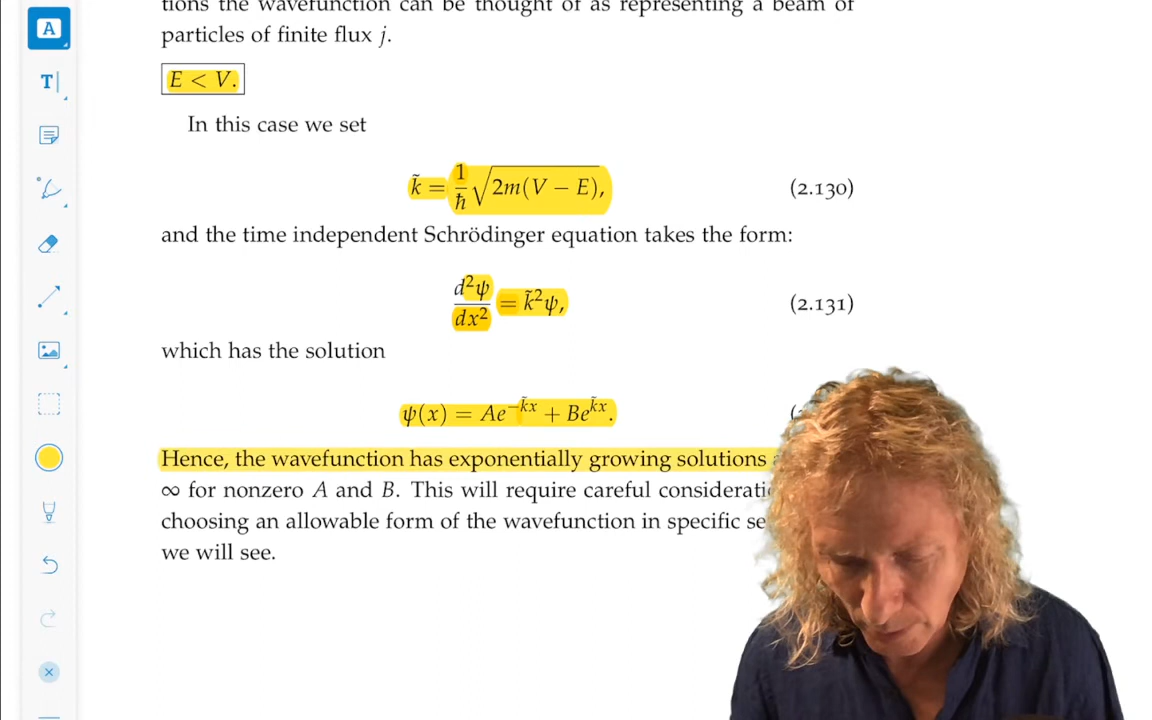 tions the wavefunction can be thought of as representing a beam of
particles of finite flux j.
E < V.
In this case we set
k̃ = 1/ħ √2m(V − E), (2.130)
and the time independent Schrödinger equation takes the form:
d²ψ/dx² = k̃²ψ, (2.131)
which has the solution
ψ(x) = Ae^{−k̃x} + Be^{k̃x}.
Hence, the wavefunction has exponentially growing solutions
∞ for nonzero A and B. This will require careful
choosing an allowable form of the wavefunction in specific
we will see.
A
T